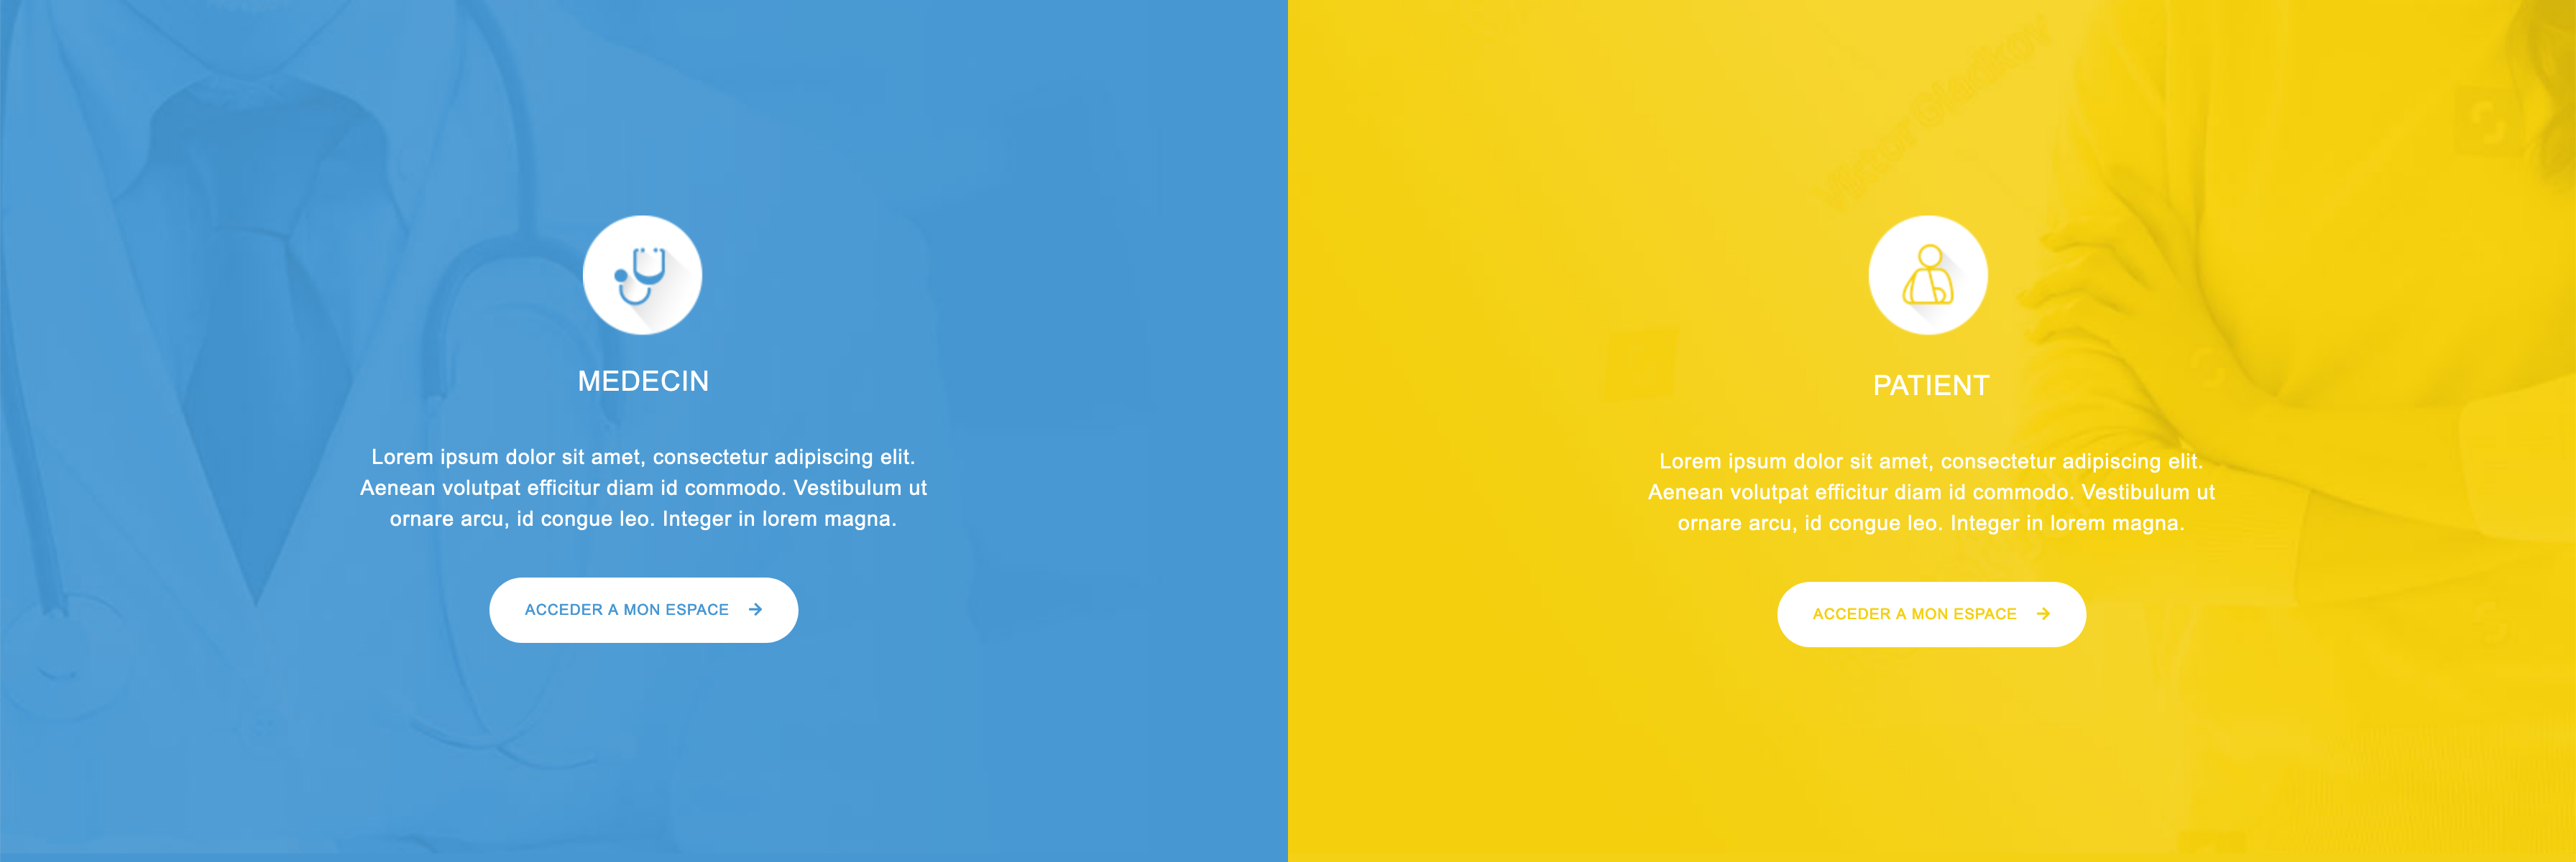 MEDECIN
Lorem ipsum dolor sit amet, consectetur adipiscing elit.
Aenean volutpat efficitur diam id commodo. Vestibulum ut
ornare arcu, id congue leo. Integer in lorem magna.
ACCEDER A MON ESPACE
Viktor Gladkov
PATIENT
Lorem ipsum dolor sit amet, consectetur adipiscing elit.
Aenean volutpat efficitur diam id commodo. Vestibulum ut
ornare arcu, id congue leo. Integer in lorem magna.
ACCEDER A MON ESPACE